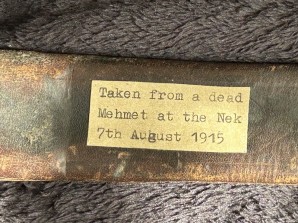 Taken from a dead
Mehmet at the Nek
7th August 1915